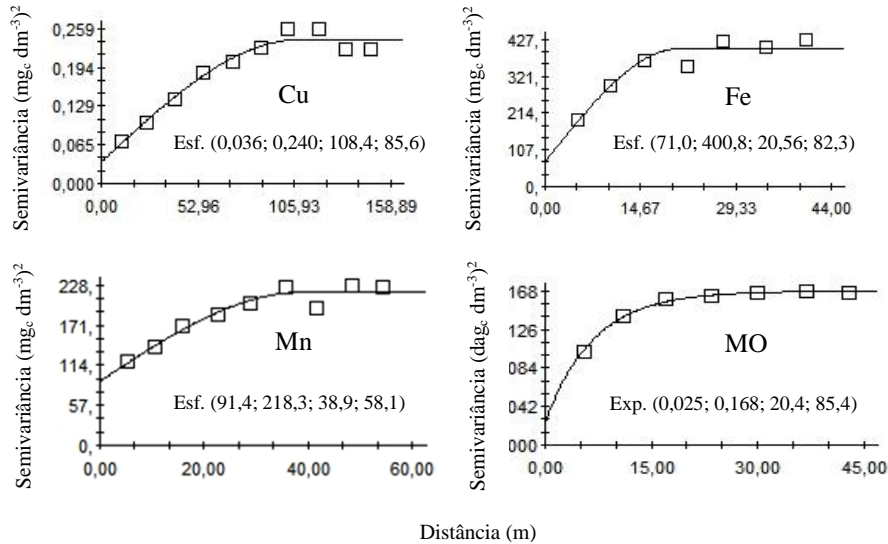 Semivariância (mgc dm-3)2
0,259
0,194
0,129
0,065
0,000
Cu
Esf. (0,036; 0,240; 108,4; 85,6)
0,00 52,96 105,93 158,89
Semivariância (mgc dm-3)2
427,
321,
214,
107,
0,
Fe
Esf. (71,0; 400,8; 20,56; 82,3)
0,00 14,67 29,33 44,00
Semivariância (mgc dm-3)2
228,
171,
114,
57,
0,
Mn
Esf. (91,4; 218,3; 38,9; 58,1)
0,00 20,00 40,00 60,00
Semivariância (dagc dm-3)2
168
126
084
042
000
MO
Exp. (0,025; 0,168; 20,4; 85,4)
0,00 15,00 30,00 45,00
Distância (m)